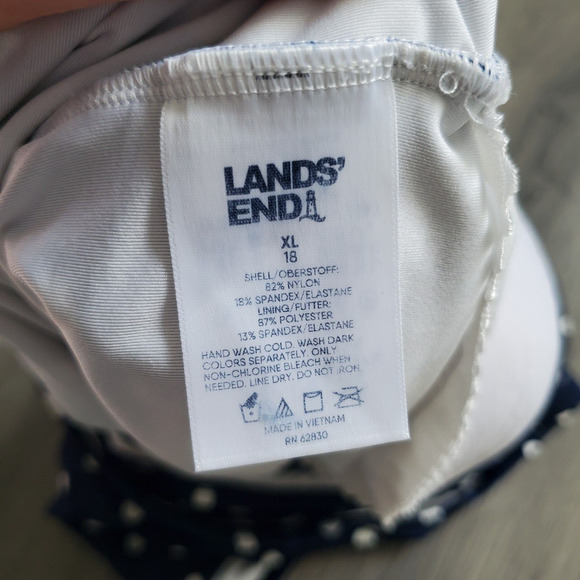 LANDS'
END
XL
18
SHELL/OBERSTOFF:
82% NYLON
18% SPANDEX/ELASTANE
LINING/FUTTER:
87% POLYESTER
13% SPANDEX/ELASTANE
HAND WASH COLD. WASH DARK
COLORS SEPARATELY. ONLY
NON-CHLORINE BLEACH WHEN
NEEDED. LINE DRY. DO NOT IRON.
MADE IN VIETNAM
RN 62830